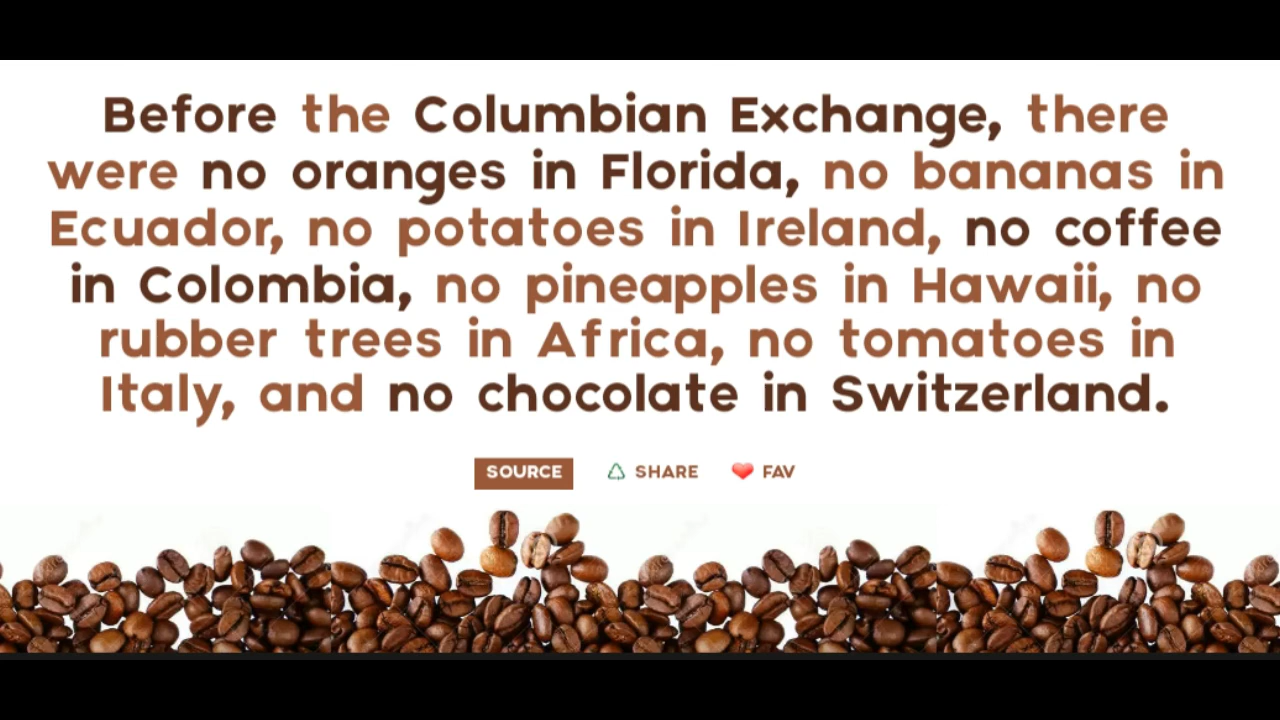 Before the Columbian Exchange, there
were no oranges in Florida, no bananas in
Ecuador, no potatoes in Ireland, no coffee
in Colombia, no pineapples in Hawaii, no
rubber trees in Africa, no tomatoes in
Italy, and no chocolate in Switzerland.
SOURCE SHARE FAV